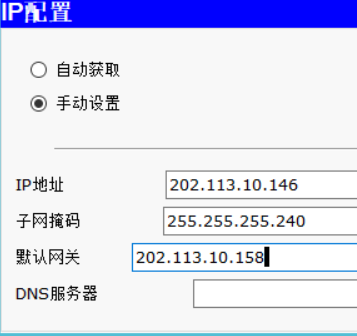 IP配置
自动获取
手动设置
IP地址 202.113.10.146
子网掩码 255.255.255.240
默认网关 202.113.10.158
DNS服务器